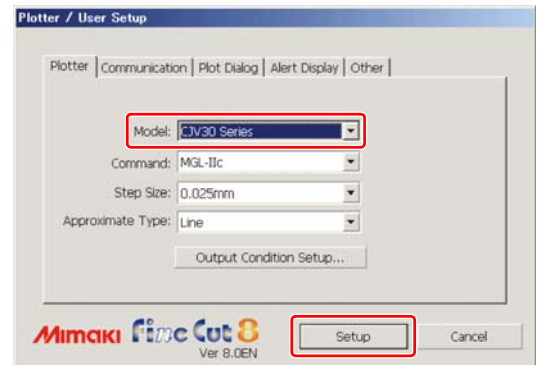 Plotter / User Setup
Plotter Communication Plot Dialog Alert Display Other
Model: CJV30 Series
Command: MGL-IIc
Step Size: 0.025mm
Approximate Type: Line
Output Condition Setup...
Mimaki Fine Cut 8
Ver 8.0EN
Setup Cancel